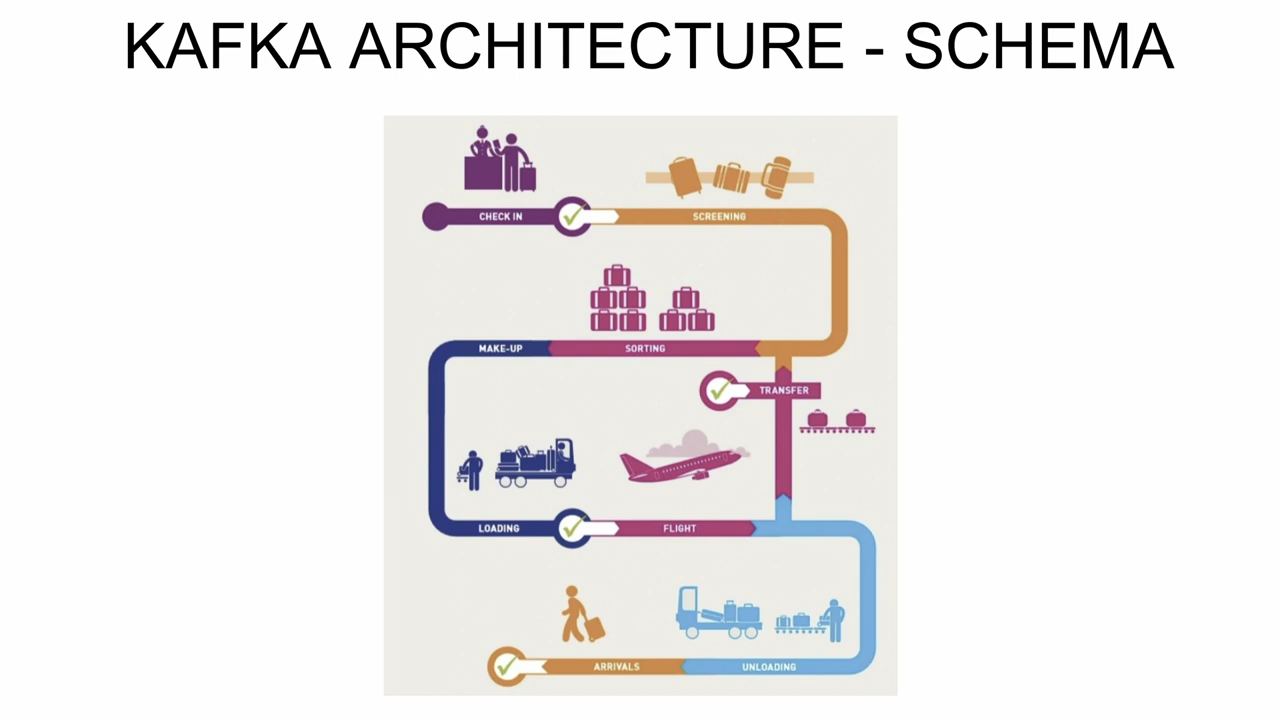 KAFKA ARCHITECTURE - SCHEMA
CHECK IN
SCREENING
MAKE-UP
SORTING
TRANSFER
LOADING
FLIGHT
ARRIVALS
UNLOADING